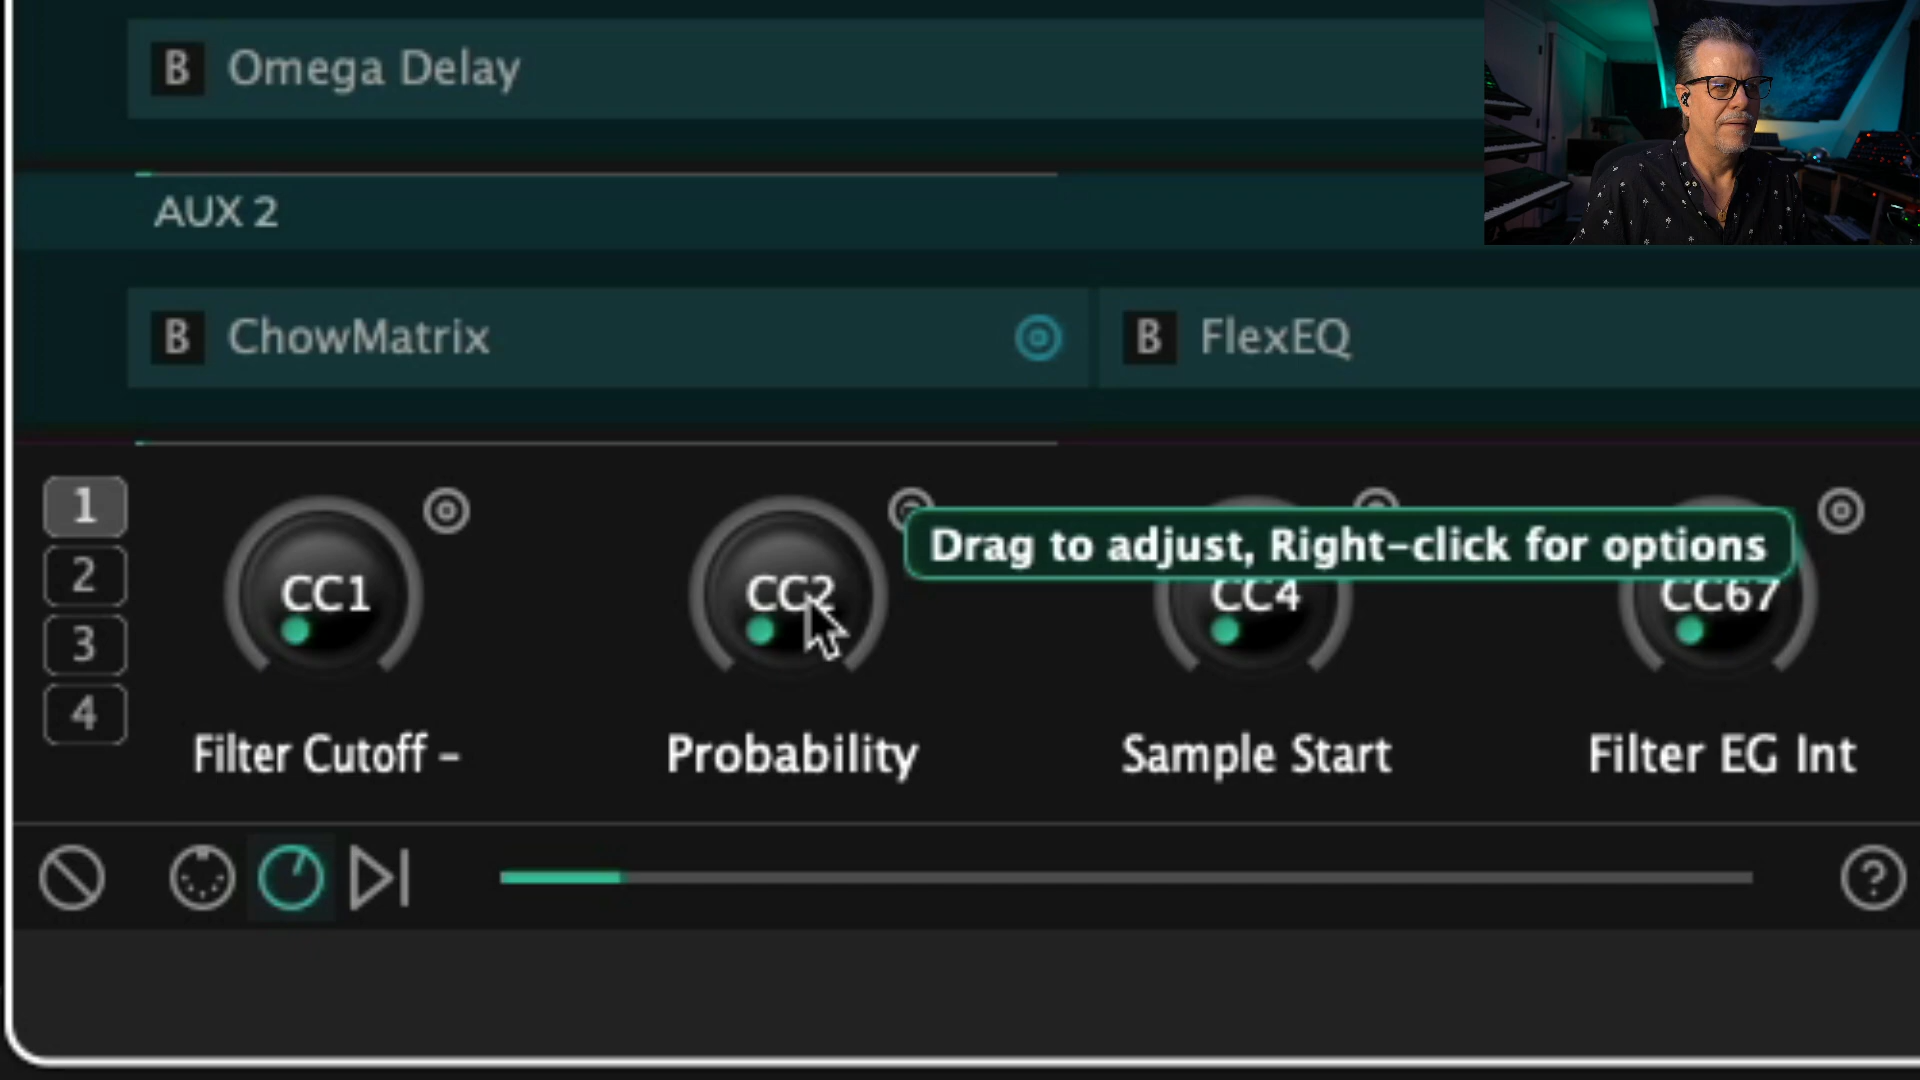 B Omega Delay
AUX 2
B ChowMatrix
B FlexEQ
1
2
3
4
CC1
CC2
CC4
CC67
Drag to adjust, Right-click for options
Filter Cutoff -
Probability
Sample Start
Filter EG Int
?